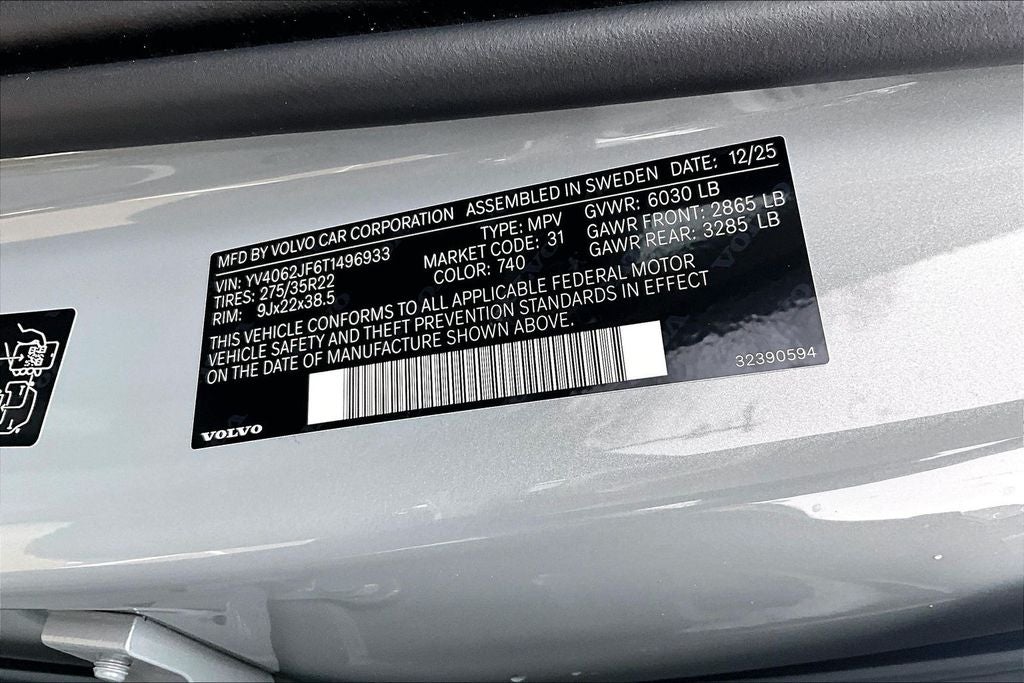 MFD BY VOLVO CAR CORPORATION ASSEMBLED IN SWEDEN DATE: 12/25
VIN: YV4062JF6T1496933 TYPE: MPV GVWR: 6030 LB
TIRES: 275/35R22 MARKET CODE: 31 GAWR FRONT: 2865 LB
RIM: 9Jx22x38.5 COLOR: 740 GAWR REAR: 3285 LB
THIS VEHICLE CONFORMS TO ALL APPLICABLE FEDERAL MOTOR
VEHICLE SAFETY AND THEFT PREVENTION STANDARDS IN EFFECT
ON THE DATE OF MANUFACTURE SHOWN ABOVE.
32390594
VOLVO